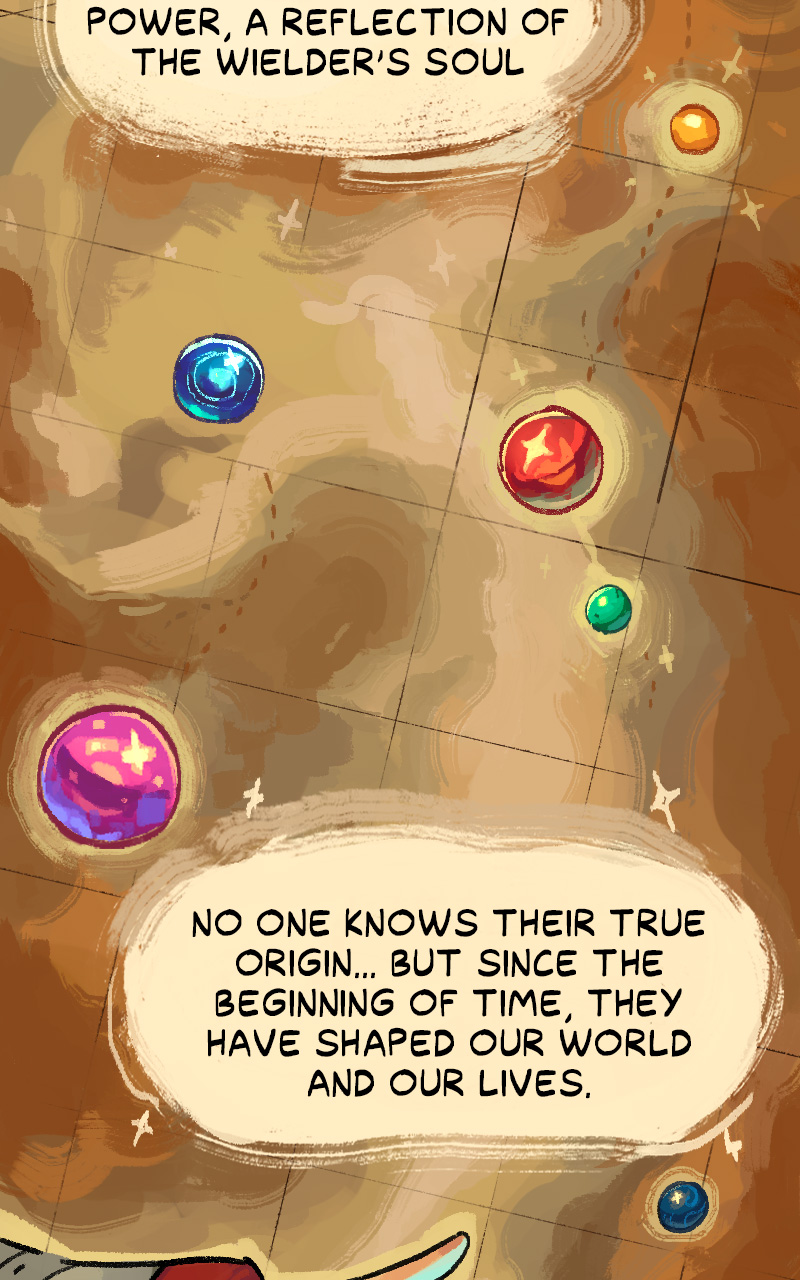 POWER, A REFLECTION OF
THE WIELDER'S SOUL
NO ONE KNOWS THEIR TRUE
ORIGIN... BUT SINCE THE
BEGINNING OF TIME, THEY
HAVE SHAPED OUR WORLD
AND OUR LIVES.